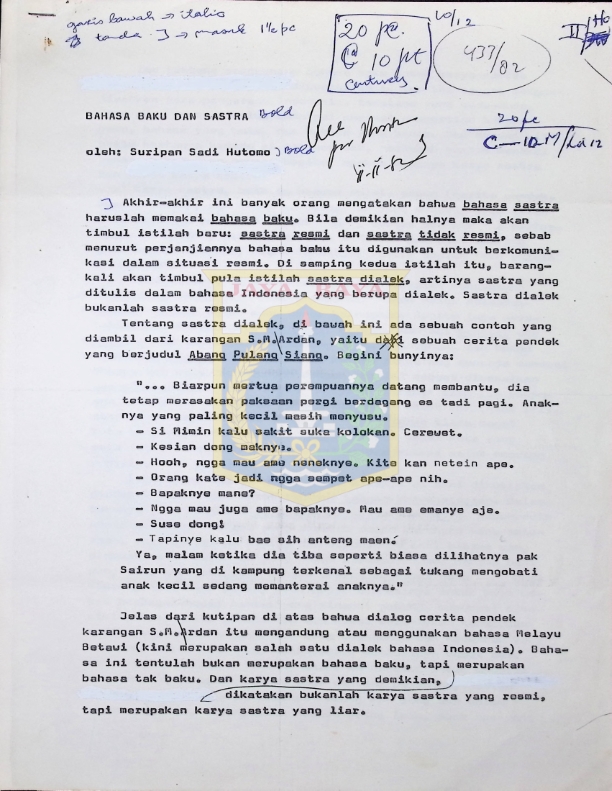 garis bawah → italic
tanda ] → masuk 1½ pc
20 pc.
@ 10 pt
Century
10/12
433/82
II
BAHASA BAKU DAN SASTRA Bold
oleh: Suripan Sadi Hutomo ] Bold
II-II-82
20 pc
] Akhir-akhir ini banyak orang mengatakan bahwa bahasa sastra
haruslah memakai bahasa baku. Bila demikian halnya maka akan
timbul istilah baru: sastra resmi dan sastra tidak resmi, sebab
menurut perjanjiannya bahasa baku itu digunakan untuk berkomuni-
kasi dalam situasi resmi. Di samping kedua istilah itu, barang-
kali akan timbul pula istilah sastra dialek, artinya sastra yang
ditulis dalam bahasa Indonesia yang berupa dialek. Sastra dialek
bukanlah sastra resmi.
JAYA RAYA
Tentang sastra dialek, di bawah ini ada sebuah contoh yang
diambil dari karangan S.M.Ardan, yaitu dari sebuah cerita pendek
yang berjudul Abang Pulang Siang. Begini bunyinya:
"... Biarpun mertua perempuannya datang membantu, dia
tetap merasakan paksaan pergi berdagang es tadi pagi. Anak-
nya yang paling kecil masih menyusu.
— Si Mimin kalu sakit suka kolokan. Cerewet.
— Kesian dong maknye.
— Hooh, ngga mau ame neneknye. Kite kan netein ape.
— Orang kate jadi ngga sempet ape-ape nih.
— Bapaknye mane?
— Ngga mau juga ame bapaknye. Mau ame emanye aje.
— Suse dong!
— Tapinye kalu bae sih anteng maen.
Ya, malam ketika dia tiba seperti biasa dilihatnya pak
Sairun yang di kampung terkenal sebagai tukang mengobati
anak kecil sedang memanterai anaknya."
Jelas dari kutipan di atas bahwa dialog cerita pendek
karangan S.M.Ardan itu mengandung atau menggunakan bahasa Melayu
Betawi (kini merupakan salah satu dialek bahasa Indonesia). Baha-
sa ini tentulah bukan merupakan bahasa baku, tapi merupakan
bahasa tak baku. Dan karya sastra yang demikian,
dikatakan bukanlah karya sastra yang resmi,
tapi merupakan karya sastra yang liar.